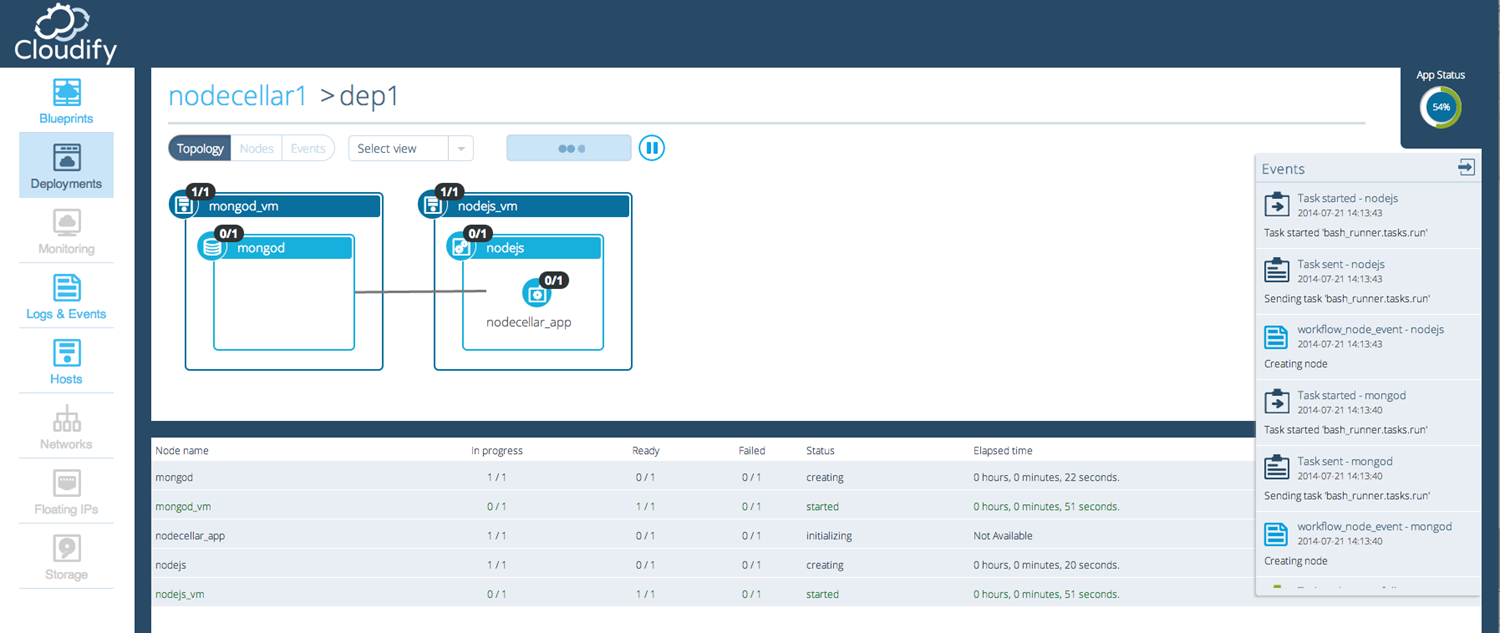 Cloudify
Blueprints
Deployments
Monitoring
Logs & Events
Hosts
Networks
Floating IPs
Storage
nodecellar1 > dep1
App Status
54%
Topology Nodes Events Select view
1/1
mongod_vm
0/1
mongod
1/1
nodejs_vm
0/1
nodejs
0/1
nodecellar_app
Events
Task started - nodejs
2014-07-21 14:13:43
Task started 'bash_runner.tasks.run'
Task sent - nodejs
2014-07-21 14:13:43
Sending task 'bash_runner.tasks.run'
workflow_node_event - nodejs
2014-07-21 14:13:43
Creating node
Task started - mongod
2014-07-21 14:13:40
Task started 'bash_runner.tasks.run'
Task sent - mongod
2014-07-21 14:13:40
Sending task 'bash_runner.tasks.run'
workflow_node_event - mongod
2014-07-21 14:13:40
Creating node
Node name In progress Ready Failed Status Elapsed time
mongod 1 / 1 0 / 1 0 / 1 creating 0 hours, 0 minutes, 22 seconds.
mongod_vm 0 / 1 1 / 1 0 / 1 started 0 hours, 0 minutes, 51 seconds.
nodecellar_app 1 / 1 0 / 1 0 / 1 initializing Not Available
nodejs 1 / 1 0 / 1 0 / 1 creating 0 hours, 0 minutes, 20 seconds.
nodejs_vm 0 / 1 1 / 1 0 / 1 started 0 hours, 0 minutes, 51 seconds.